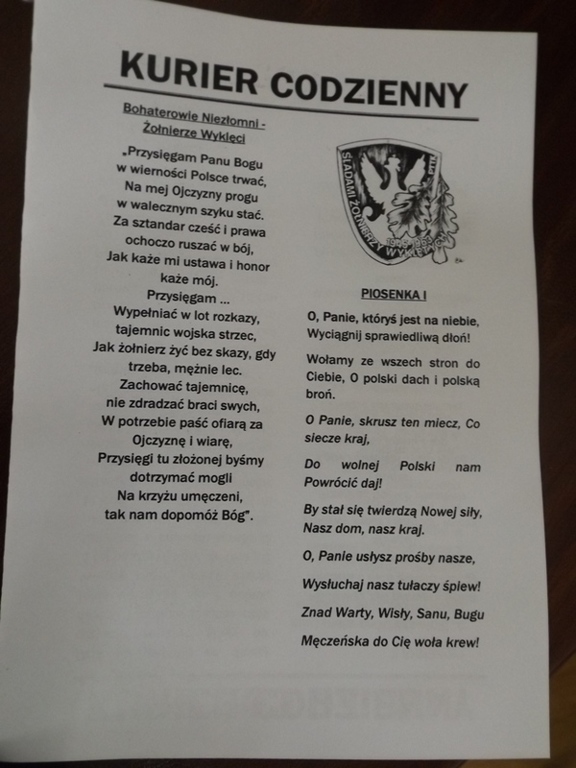 KURIER CODZIENNY
Bohaterowie Niezłomni -
Żołnierze Wyklęci
„Przysięgam Panu Bogu
w wierności Polsce trwać,
Na mej Ojczyzny progu
w walecznym szyku stać.
Za sztandar cześć i prawa
ochoczo ruszać w bój,
Jak każe mi ustawa i honor
każe mój.
Przysięgam ...
Wypełniać w lot rozkazy,
tajemnic wojska strzec,
Jak żołnierz żyć bez skazy, gdy
trzeba, mężnie lec.
Zachować tajemnicę,
nie zdradzać braci swych,
W potrzebie paść ofiarą za
Ojczyznę i wiarę,
Przysięgi tu złożonej byśmy
dotrzymać mogli
Na krzyżu umęczeni,
tak nam dopomóż Bóg”.
ŚLADAMI ŻOŁNIERZY WYKLĘTYCH
PTTK
PIOSENKA I
O, Panie, któryś jest na niebie,
Wyciągnij sprawiedliwą dłoń!
Wołamy ze wszech stron do
Ciebie, O polski dach i polską
broń.
O Panie, skrusz ten miecz, Co
siecze kraj,
Do wolnej Polski nam
Powrócić daj!
By stał się twierdzą Nowej siły,
Nasz dom, nasz kraj.
O, Panie usłysz prośby nasze,
Wysłuchaj nasz tułaczy śpiew!
Znad Warty, Wisły, Sanu, Bugu
Męczeńska do Cię woła krew!